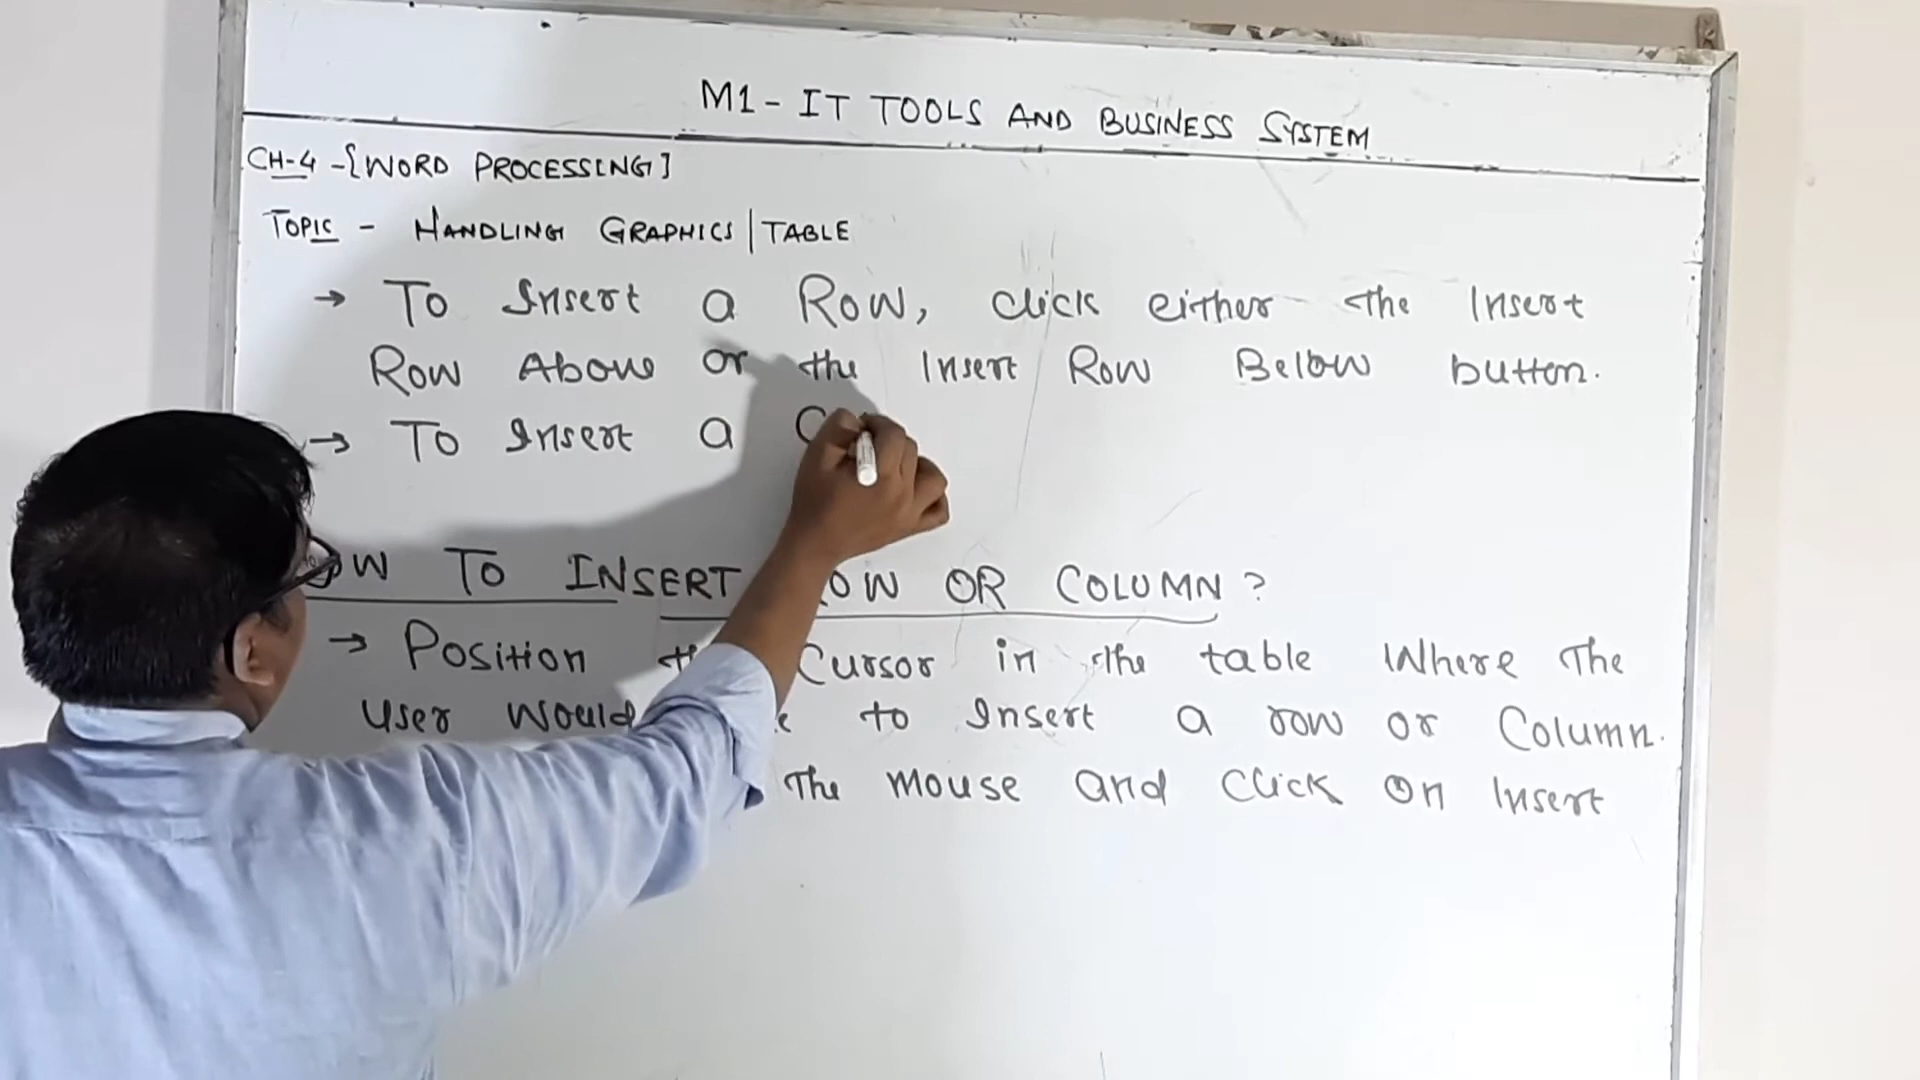 M1 - IT TOOLS AND BUSINESS SYSTEM
CH-4 - [WORD PROCESSING]
TOPIC - HANDLING GRAPHICS | TABLE
→ To Insert a Row, click either the Insert
Row Above or the Insert Row Below button.
→ To Insert a
TO INSERT OR COLUMN ?
→ Position Cursor in the table Where The
User Would to Insert a row or Column.
The mouse and Click On Insert